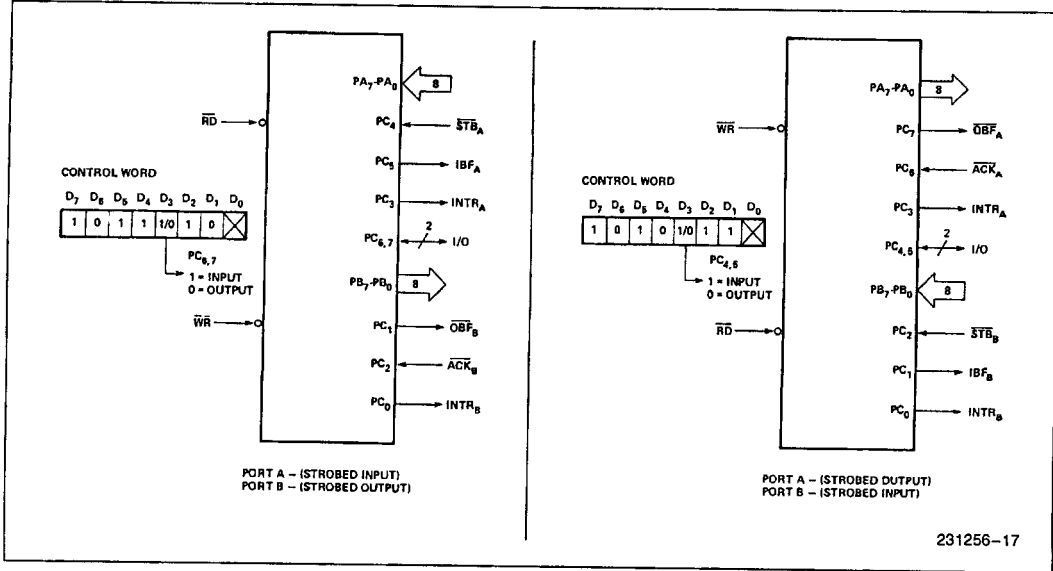 PA7-PA0
8
RD
PC4
STBA
PC5
IBFA
CONTROL WORD
D7 D6 D5 D4 D3 D2 D1 D0
1 0 1 1 1/0 1 0
PC3
INTRA
PC6,7
2
I/O
PC6,7
1 = INPUT
0 = OUTPUT
PB7-PB0
8
WR
PC1
OBFB
PC2
ACKB
PC0
INTRB
PORT A – (STROBED INPUT)
PORT B – (STROBED OUTPUT)
PA7-PA0
8
WR
PC7
OBFA
PC6
ACKA
CONTROL WORD
D7 D6 D5 D4 D3 D2 D1 D0
1 0 1 0 1/0 1 1
PC3
INTRA
PC4,5
2
I/O
PC4,5
1 = INPUT
0 = OUTPUT
PB7-PB0
8
RD
PC2
STBB
PC1
IBFB
PC0
INTRB
PORT A – (STROBED OUTPUT)
PORT B – (STROBED INPUT)
231256–17